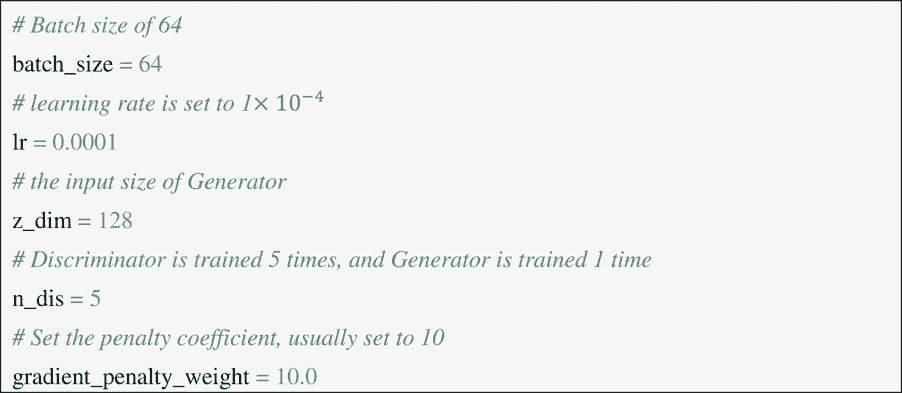 # Batch size of 64
batch_size = 64
# learning rate is set to 1× 10⁻⁴
lr = 0.0001
# the input size of Generator
z_dim = 128
# Discriminator is trained 5 times, and Generator is trained 1 time
n_dis = 5
# Set the penalty coefficient, usually set to 10
gradient_penalty_weight = 10.0